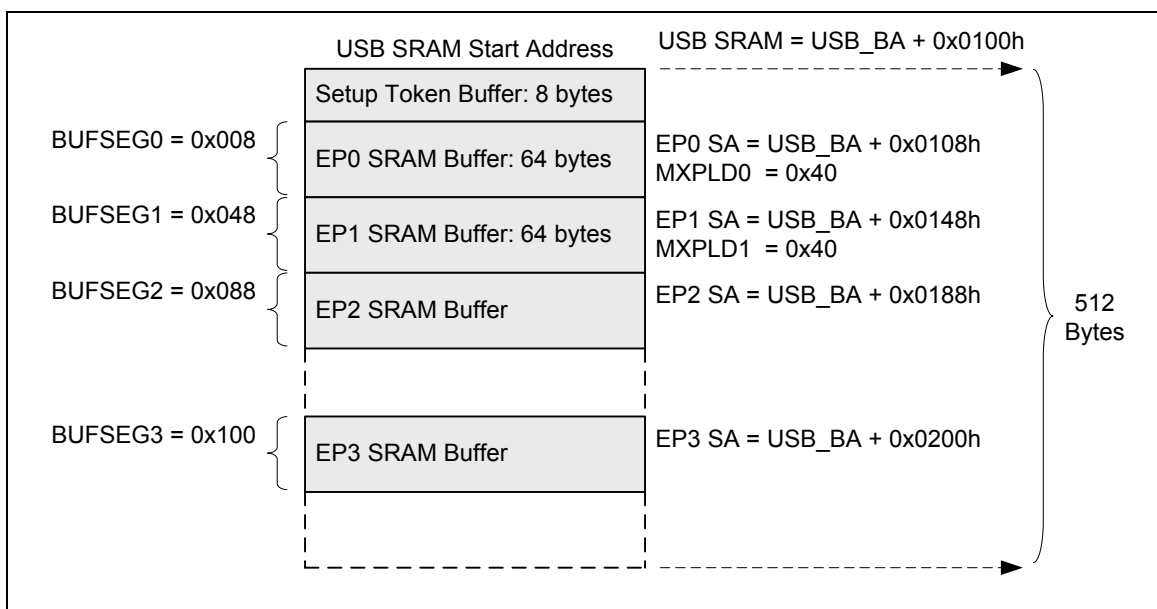 USB SRAM Start Address
USB SRAM = USB_BA + 0x0100h
Setup Token Buffer: 8 bytes
BUFSEG0 = 0x008
EP0 SRAM Buffer: 64 bytes
EP0 SA = USB_BA + 0x0108h
MXPLD0  = 0x40
BUFSEG1 = 0x048
EP1 SRAM Buffer: 64 bytes
EP1 SA = USB_BA + 0x0148h
MXPLD1  = 0x40
BUFSEG2 = 0x088
EP2 SRAM Buffer
EP2 SA = USB_BA + 0x0188h
512
Bytes
BUFSEG3 = 0x100
EP3 SRAM Buffer
EP3 SA = USB_BA + 0x0200h